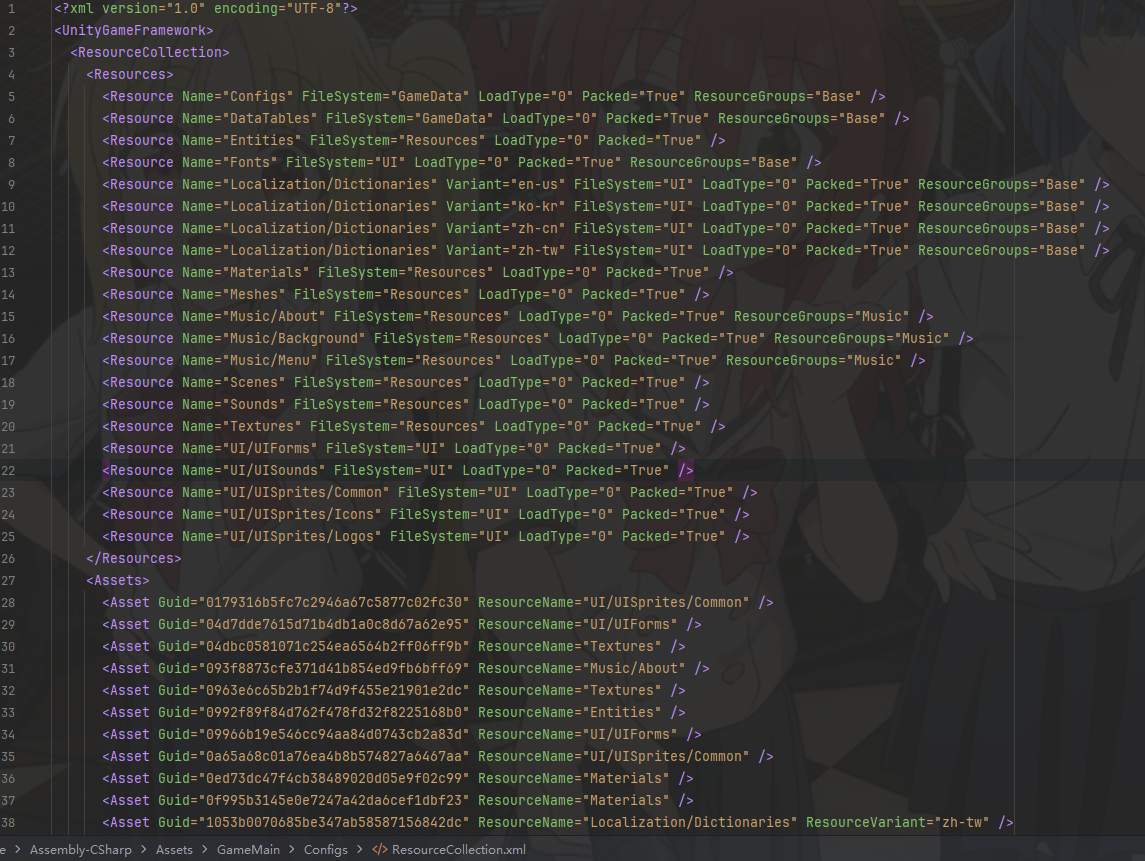 1 <?xml version="1.0" encoding="UTF-8"?>
2 <UnityGameFramework>
3 <ResourceCollection>
4 <Resources>
5 <Resource Name="Configs" FileSystem="GameData" LoadType="0" Packed="True" ResourceGroups="Base" />
6 <Resource Name="DataTables" FileSystem="GameData" LoadType="0" Packed="True" ResourceGroups="Base" />
7 <Resource Name="Entities" FileSystem="Resources" LoadType="0" Packed="True" />
8 <Resource Name="Fonts" FileSystem="UI" LoadType="0" Packed="True" ResourceGroups="Base" />
9 <Resource Name="Localization/Dictionaries" Variant="en-us" FileSystem="UI" LoadType="0" Packed="True" ResourceGroups="Base" />
10 <Resource Name="Localization/Dictionaries" Variant="ko-kr" FileSystem="UI" LoadType="0" Packed="True" ResourceGroups="Base" />
11 <Resource Name="Localization/Dictionaries" Variant="zh-cn" FileSystem="UI" LoadType="0" Packed="True" ResourceGroups="Base" />
12 <Resource Name="Localization/Dictionaries" Variant="zh-tw" FileSystem="UI" LoadType="0" Packed="True" ResourceGroups="Base" />
13 <Resource Name="Materials" FileSystem="Resources" LoadType="0" Packed="True" />
14 <Resource Name="Meshes" FileSystem="Resources" LoadType="0" Packed="True" />
15 <Resource Name="Music/About" FileSystem="Resources" LoadType="0" Packed="True" ResourceGroups="Music" />
16 <Resource Name="Music/Background" FileSystem="Resources" LoadType="0" Packed="True" ResourceGroups="Music" />
17 <Resource Name="Music/Menu" FileSystem="Resources" LoadType="0" Packed="True" ResourceGroups="Music" />
18 <Resource Name="Scenes" FileSystem="Resources" LoadType="0" Packed="True" />
19 <Resource Name="Sounds" FileSystem="Resources" LoadType="0" Packed="True" />
20 <Resource Name="Textures" FileSystem="Resources" LoadType="0" Packed="True" />
21 <Resource Name="UI/UIForms" FileSystem="UI" LoadType="0" Packed="True" />
22 <Resource Name="UI/UISounds" FileSystem="UI" LoadType="0" Packed="True" />
23 <Resource Name="UI/UISprites/Common" FileSystem="UI" LoadType="0" Packed="True" />
24 <Resource Name="UI/UISprites/Icons" FileSystem="UI" LoadType="0" Packed="True" />
25 <Resource Name="UI/UISprites/Logos" FileSystem="UI" LoadType="0" Packed="True" />
26 </Resources>
27 <Assets>
28 <Asset Guid="0179316b5fc7c2946a67c5877c02fc30" ResourceName="UI/UISprites/Common" />
29 <Asset Guid="04d7dde7615d71b4db1a0c8d67a62e95" ResourceName="UI/UIForms" />
30 <Asset Guid="04dbc0581071c254ea6564b2ff06ff9b" ResourceName="Textures" />
31 <Asset Guid="093f8873cfe371d41b854ed9fb6bff69" ResourceName="Music/About" />
32 <Asset Guid="0963e6c65b2b1f74d9f455e21901e2dc" ResourceName="Textures" />
33 <Asset Guid="0992f89f84d762f478fd32f8225168b0" ResourceName="Entities" />
34 <Asset Guid="09966b19e546cc94aa84d0743cb2a83d" ResourceName="UI/UIForms" />
35 <Asset Guid="0a65a68c01a76ea4b8b574827a6467aa" ResourceName="UI/UISprites/Common" />
36 <Asset Guid="0ed73dc47f4cb38489020d05e9f02c99" ResourceName="Materials" />
37 <Asset Guid="0f995b3145e0e7247a42da6cef1dbf23" ResourceName="Materials" />
38 <Asset Guid="1053b0070685be347ab58587156842dc" ResourceName="Localization/Dictionaries" ResourceVariant="zh-tw" />
e > Assembly-CSharp > Assets > GameMain > Configs > </> ResourceCollection.xml